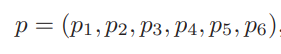 p = (p1, p2, p3, p4, p5, p6),